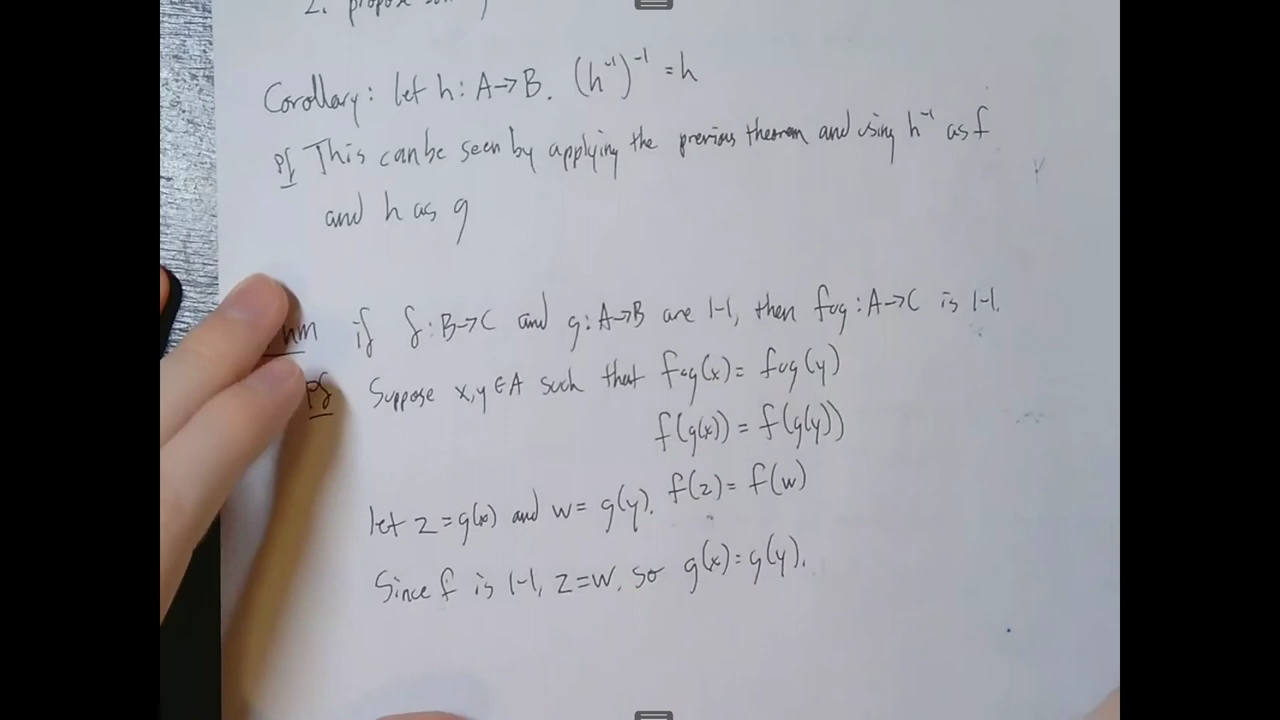 2. propose
Corollary: let h: A→B. (h⁻¹)⁻¹ = h
Pf This can be seen by applying the previous theorem and using h⁻¹ as f
and h as g
hm if f: B→C and g: A→B are 1-1, then f∘g: A→C is 1-1.
Pf Suppose x,y ∈ A such that f∘g(x) = f∘g(y)
f(g(x)) = f(g(y))
let z = g(x) and w = g(y). f(z) = f(w)
Since f is 1-1, z=w, so g(x) = g(y).